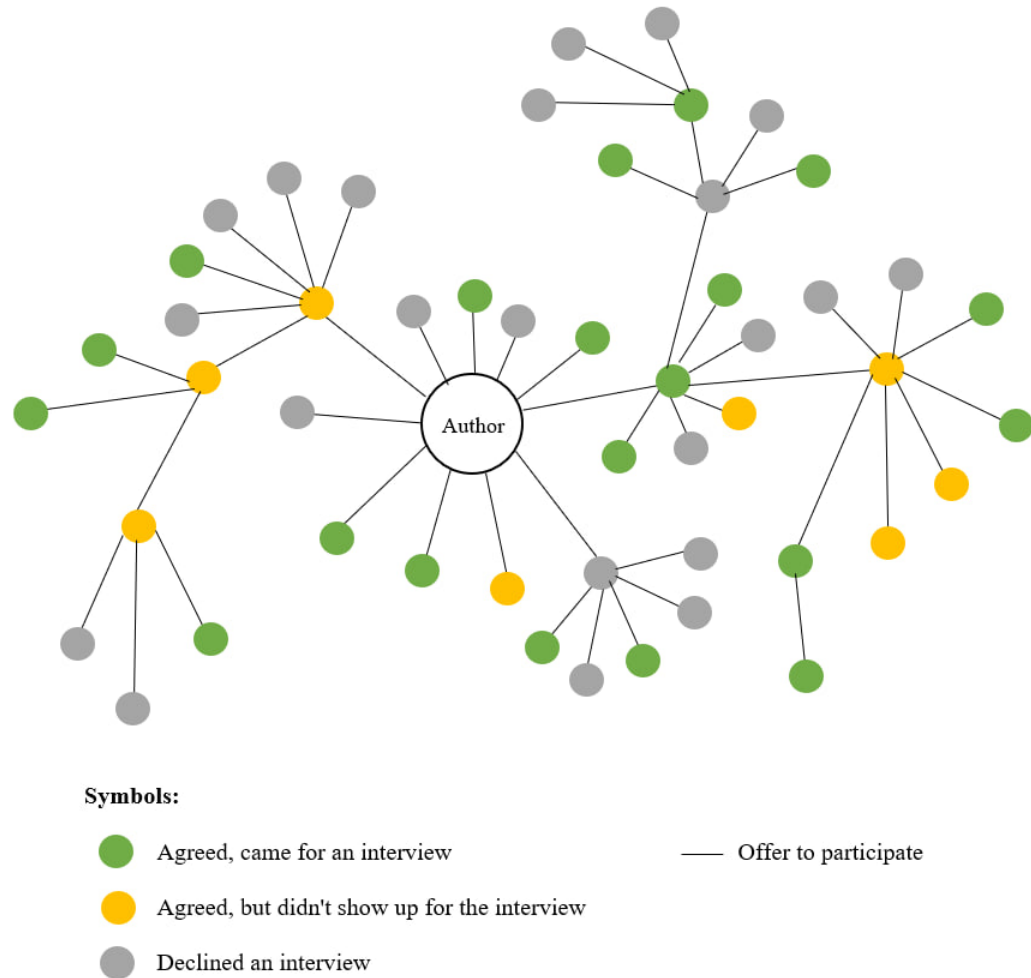 Author
Symbols:
Agreed, came for an interview
Offer to participate
Agreed, but didn't show up for the interview
Declined an interview